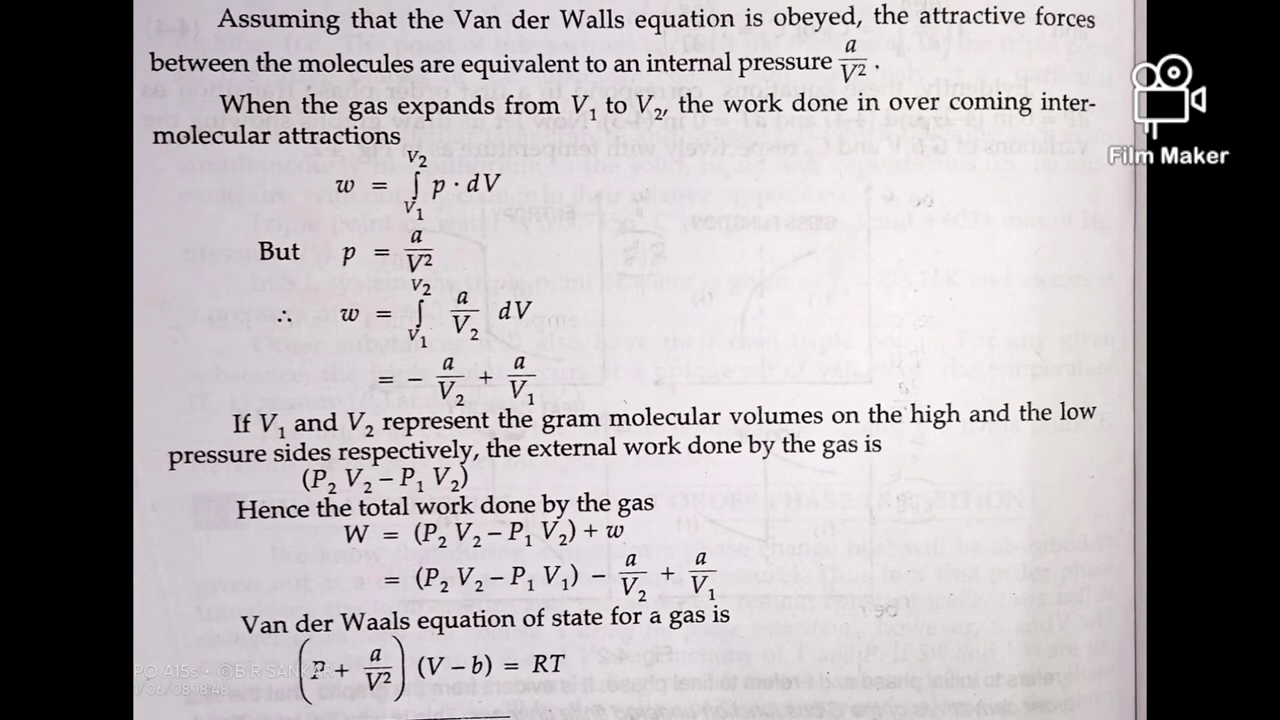 Assuming that the Van der Walls equation is obeyed, the attractive forces
between the molecules are equivalent to an internal pressure a/V².
When the gas expands from V₁ to V₂, the work done in over coming inter-
molecular attractions
w = ∫_{V₁}^{V₂} p · dV
But p = a/V²
∴ w = ∫_{V₁}^{V₂} a/V₂ dV
= − a/V₂ + a/V₁
If V₁ and V₂ represent the gram molecular volumes on the high and the low
pressure sides respectively, the external work done by the gas is
(P₂ V₂ − P₁ V₂)
Hence the total work done by the gas
W = (P₂ V₂ − P₁ V₂) + w
= (P₂ V₂ − P₁ V₁) − a/V₂ + a/V₁
Van der Waals equation of state for a gas is
(P + a/V²) (V − b) = RT
Film Maker
PO A15s • ©B R SANKAR